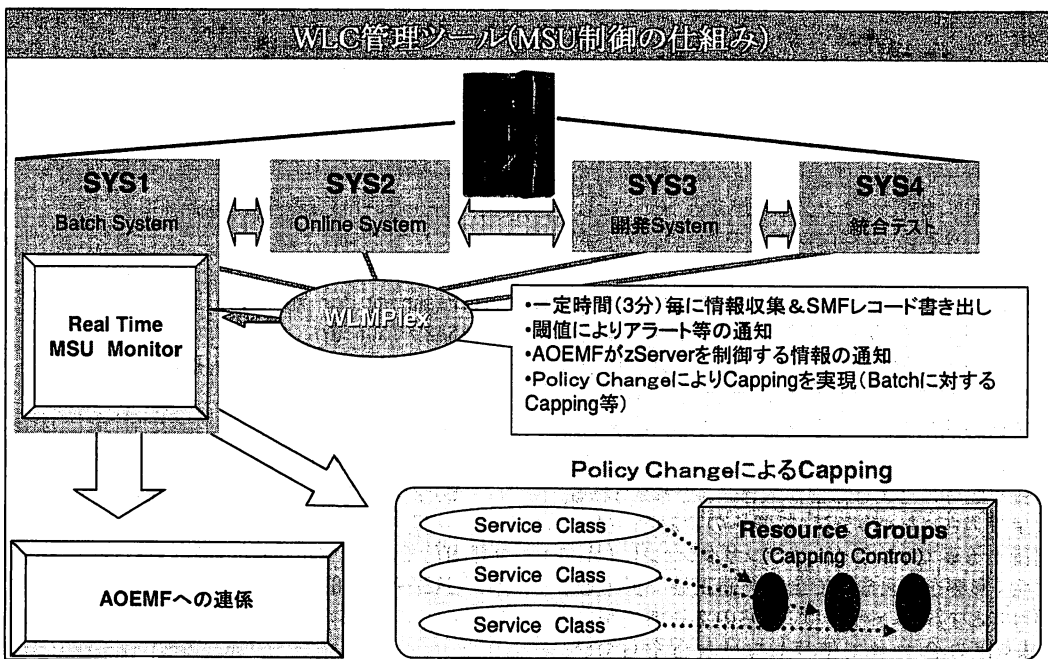 WLC管理ツール(MSU制御の仕組み)
SYS1
Batch System
SYS2
Online System
SYS3
開発System
SYS4
統合テスト
Real Time
MSU Monitor
WLMPlex
•一定時間(3分)毎に情報収集&SMFレコード書き出し
•閾値によりアラート等の通知
•AOEMFがzServerを制御する情報の通知
•Policy ChangeによりCappingを実現(Batchに対する
Capping等)
Policy ChangeによるCapping
Service Class
Service Class
Service Class
Resource Groups
(Capping Control)
AOEMFへの連係